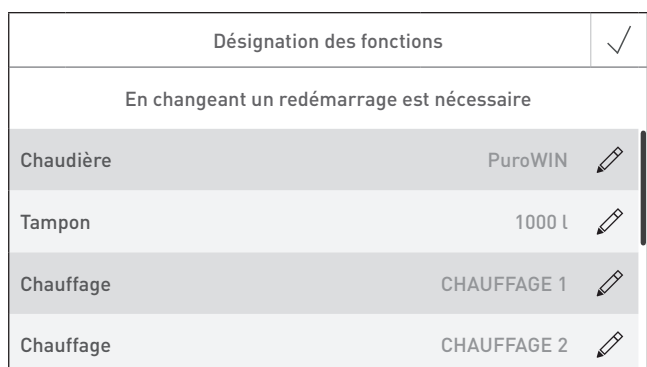 Désignation des fonctions
En changeant un redémarrage est nécessaire
Chaudière PuroWIN
Tampon 1000 l
Chauffage CHAUFFAGE 1
Chauffage CHAUFFAGE 2